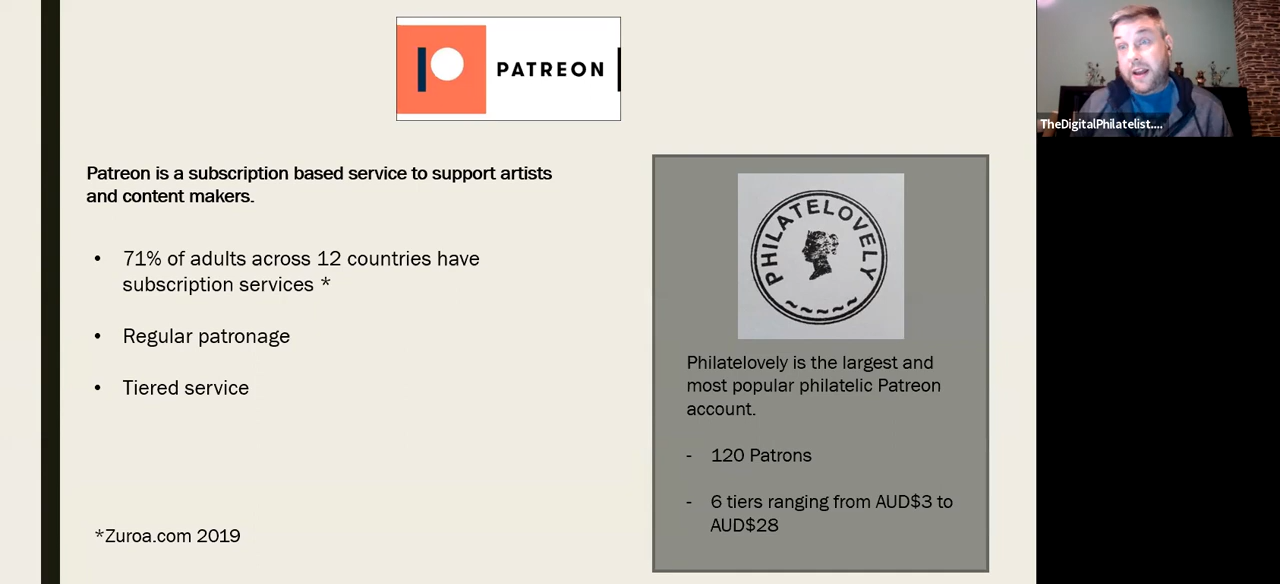 PATREON
TheDigitalPhilatelist....
Patreon is a subscription based service to support artists
and content makers.
• 71% of adults across 12 countries have
subscription services *
• Regular patronage
• Tiered service
*Zuroa.com 2019
PHILATELOVELY
Philatelovely is the largest and
most popular philatelic Patreon
account.
- 120 Patrons
- 6 tiers ranging from AUD$3 to
AUD$28